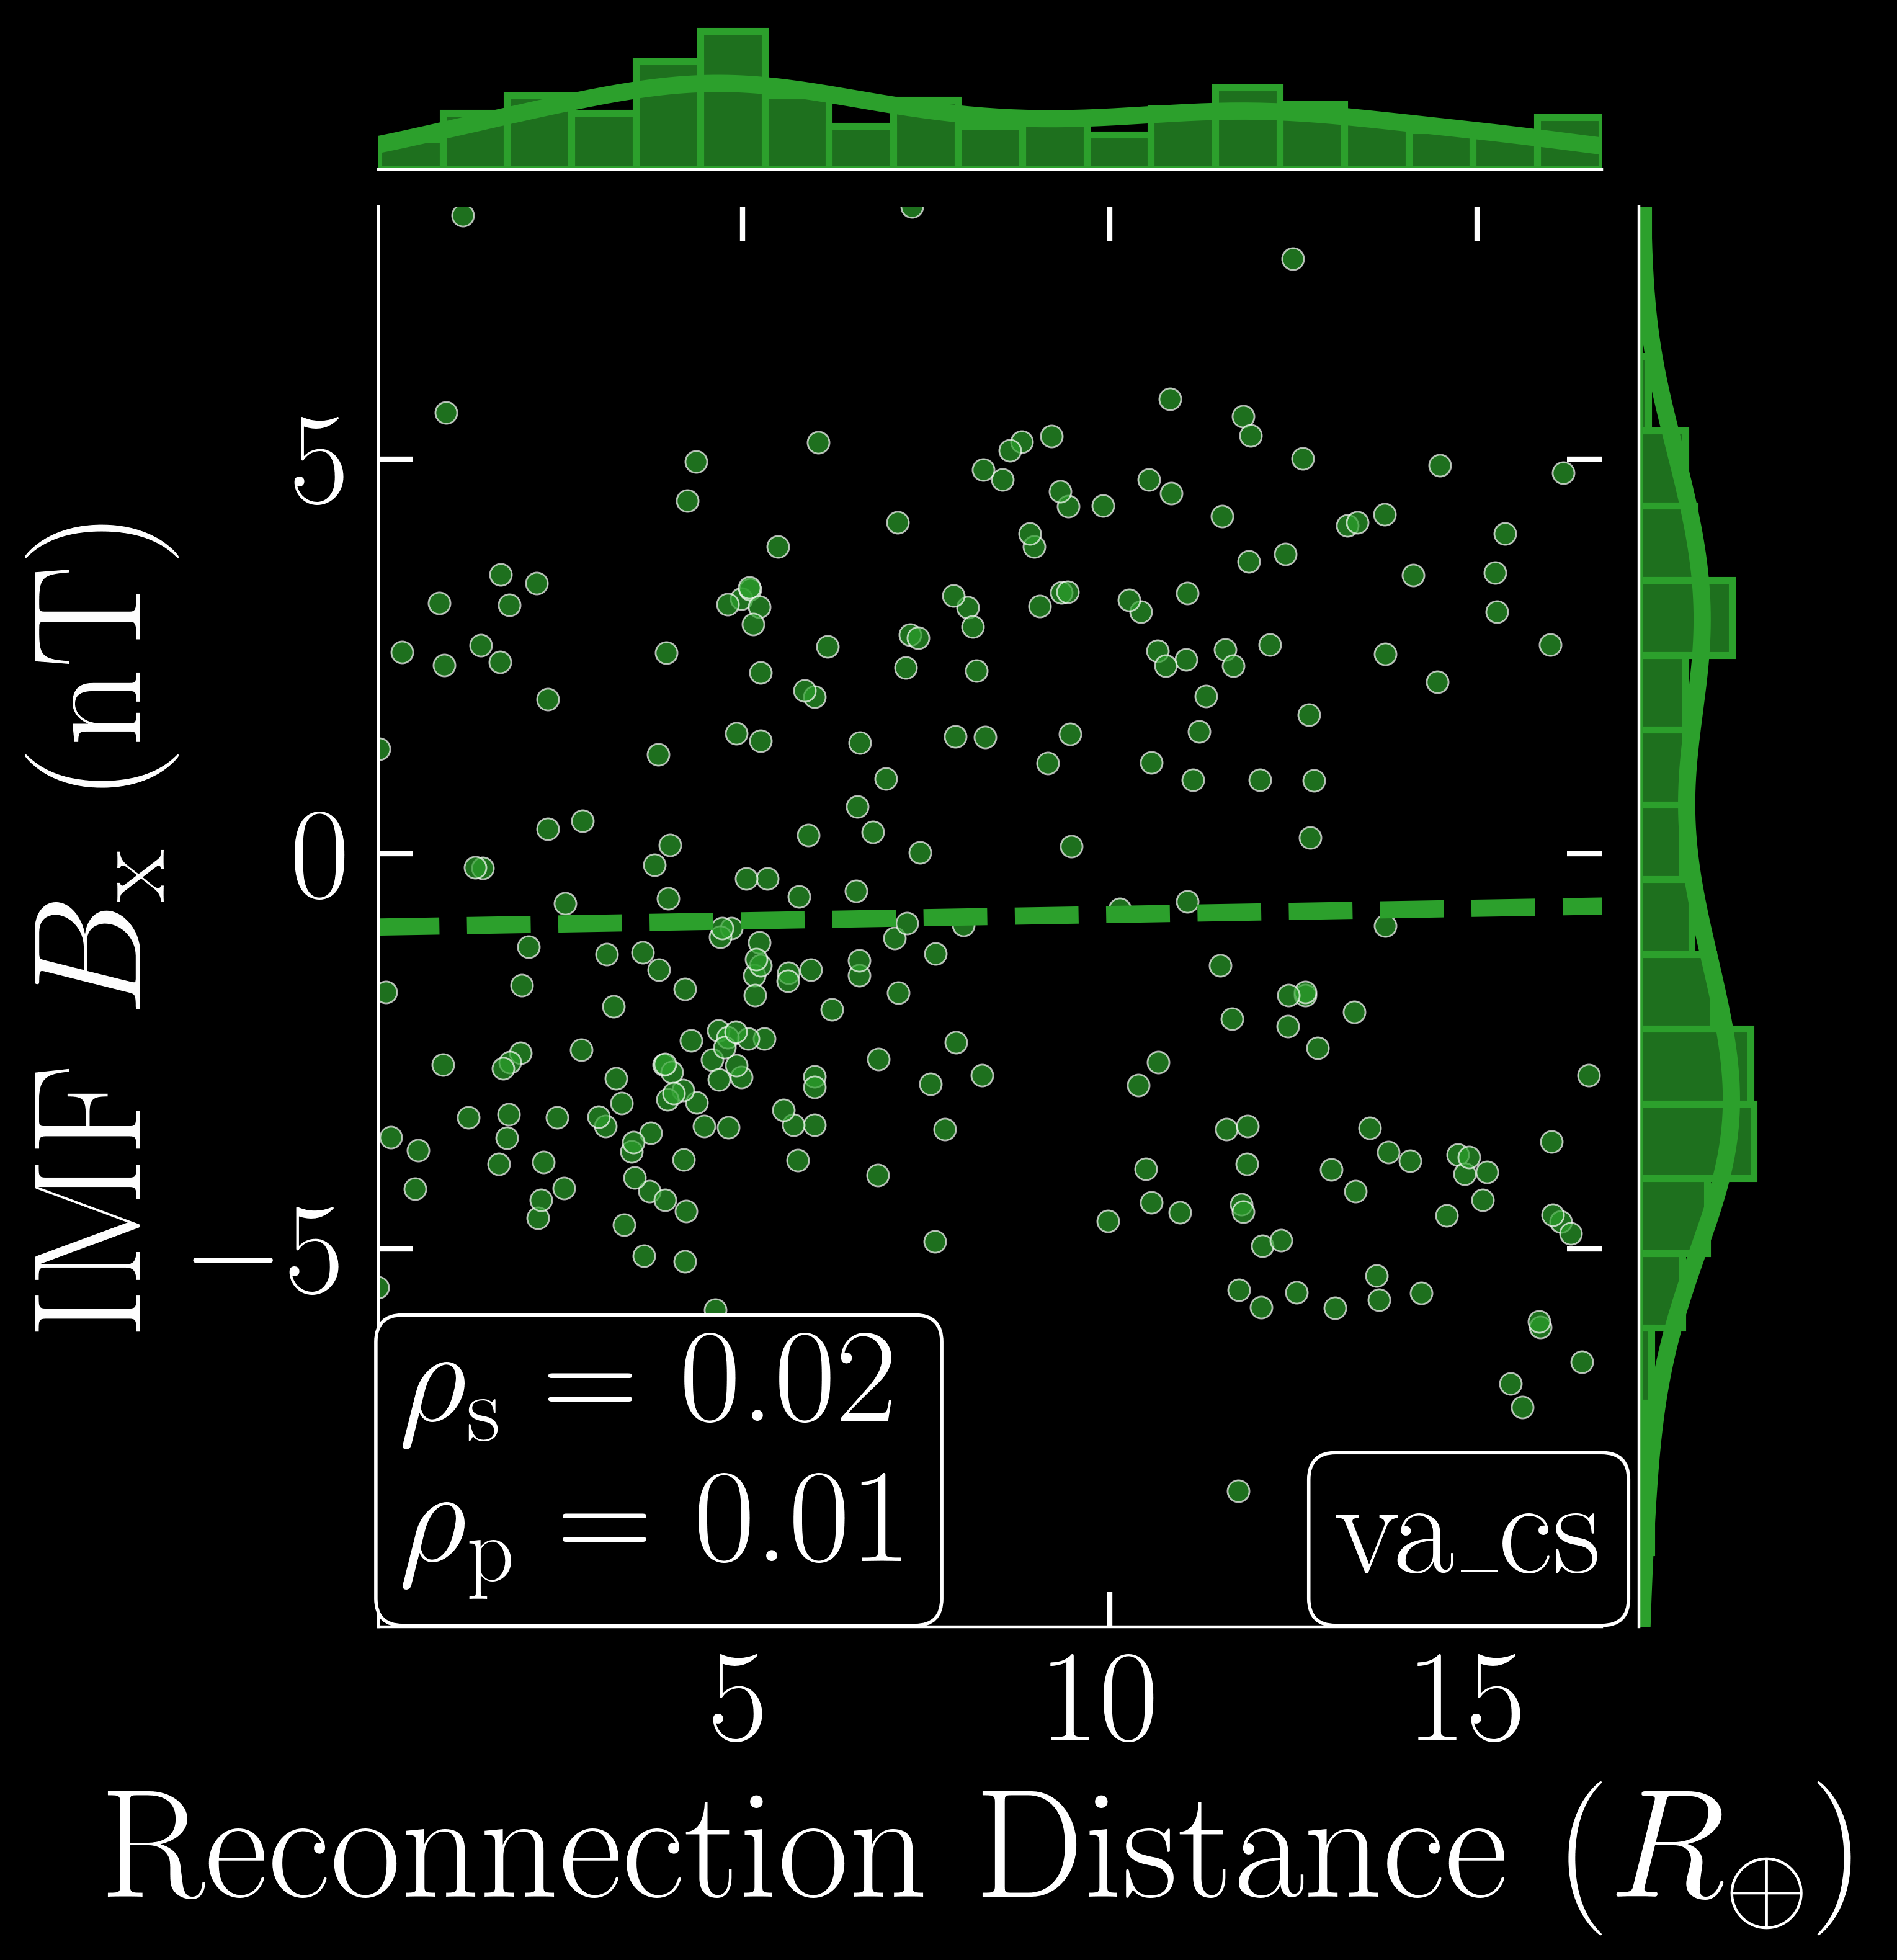 5
0
−5
IMF Bx (nT)
ρs = 0.02
ρp = 0.01
va_cs
5 10 15
Reconnection Distance (R⊕)